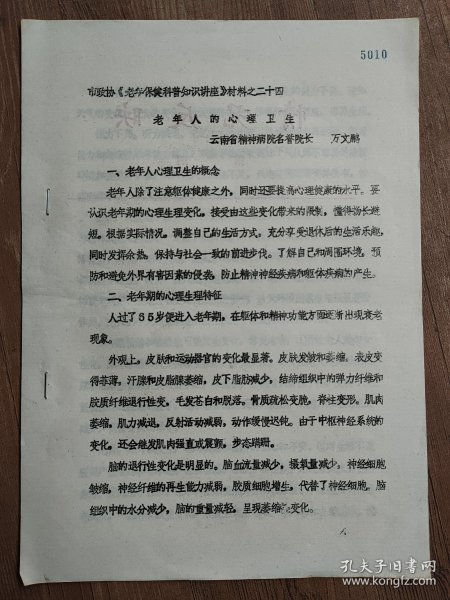 5010
市政协《老年保健科普知识讲座》材料之二十四
老年人的心理卫生
云南省精神病院名誉院长 万文鹏
一、老年人心理卫生的概念
老年人除了注意躯体健康之外，同时还要提高心理健康的水平。要
认识老年期的心理生理变化，接受由这些变化带来的限制，懂得扬长避
短。根据实际情况，调整自己的生活方式，充分享受退休后的生活乐趣，
同时发挥余热，保持与社会一致的前进步伐。了解自己和周围环境，预
防和避免外界有害因素的侵袭，防止精神神经疾病和躯体疾病的产生。
二、老年期的心理生理特征
人过了65岁便进入老年期，在躯体和精神功能方面逐渐出现衰老
现象。
外观上，皮肤和运动器官的变化最显著。皮肤发皱和萎缩，表皮变
得菲薄，汗腺和皮脂腺萎缩，皮下脂肪减少，结缔组织中的弹力纤维和
胶质纤维退行性变，毛发苍白和脱落。骨质疏松变脆，脊柱变形。肌肉
萎缩，肌力减退，反射活动减弱，动作缓慢迟钝。由于中枢神经系统的
变化，还会继发肌肉强直或震颤，步态蹒跚。
脑的退行性变化是明显的。脑血流量减少，摄氧量减少，神经细胞
皱缩，神经纤维的再生能力减弱，胶质细胞增生，代替了神经细胞，脑
组织中的水分减少，脑的重量减轻，呈现萎缩变化。
孔夫子旧书网
www.kongfz.com